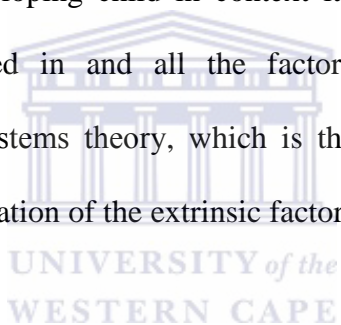 oping child in context i
ed in and all the factor
stems theory, which is th
ation of the extrinsic factor
UNIVERSITY of the
WESTERN CAPE